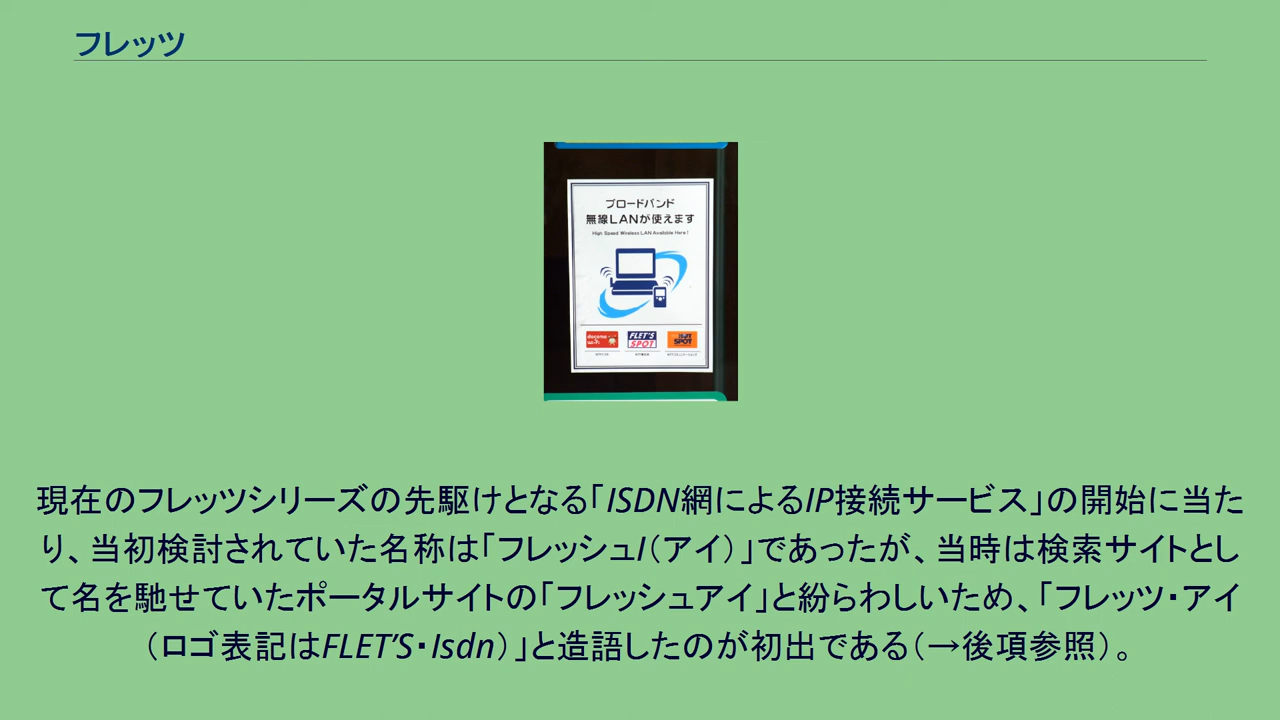 フレッツ
ブロードバンド
無線LANが使えます
High Speed Wireless LAN Available Here!
docomo
Wi-Fi
FLET'S
SPOT
SPOT
現在のフレッツシリーズの先駆けとなる「ISDN網によるIP接続サービス」の開始に当た
り、当初検討されていた名称は「フレッシュI（アイ）」であったが、当時は検索サイトとし
て名を馳せていたポータルサイトの「フレッシュアイ」と紛らわしいため、「フレッツ・アイ
（ロゴ表記はFLET’S・Isdn）」と造語したのが初出である（→後項参照）。